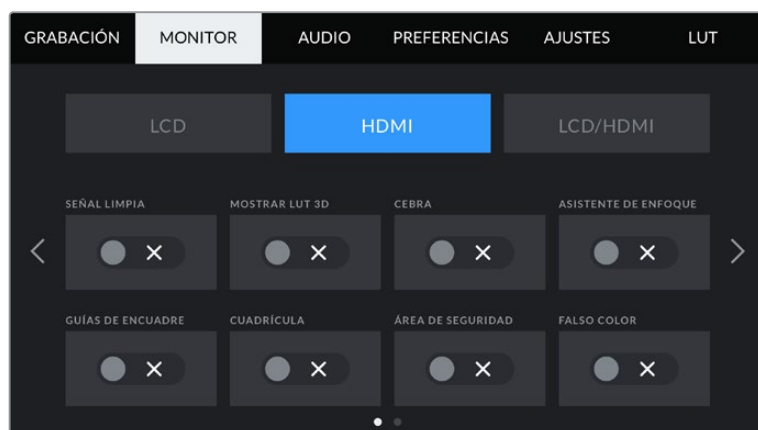 GRABACIÓN MONITOR AUDIO PREFERENCIAS AJUSTES LUT
LCD HDMI LCD/HDMI
SEÑAL LIMPIA MOSTRAR LUT 3D CEBRA ASISTENTE DE ENFOQUE
GUÍAS DE ENCUADRE CUADRÍCULA ÁREA DE SEGURIDAD FALSO COLOR